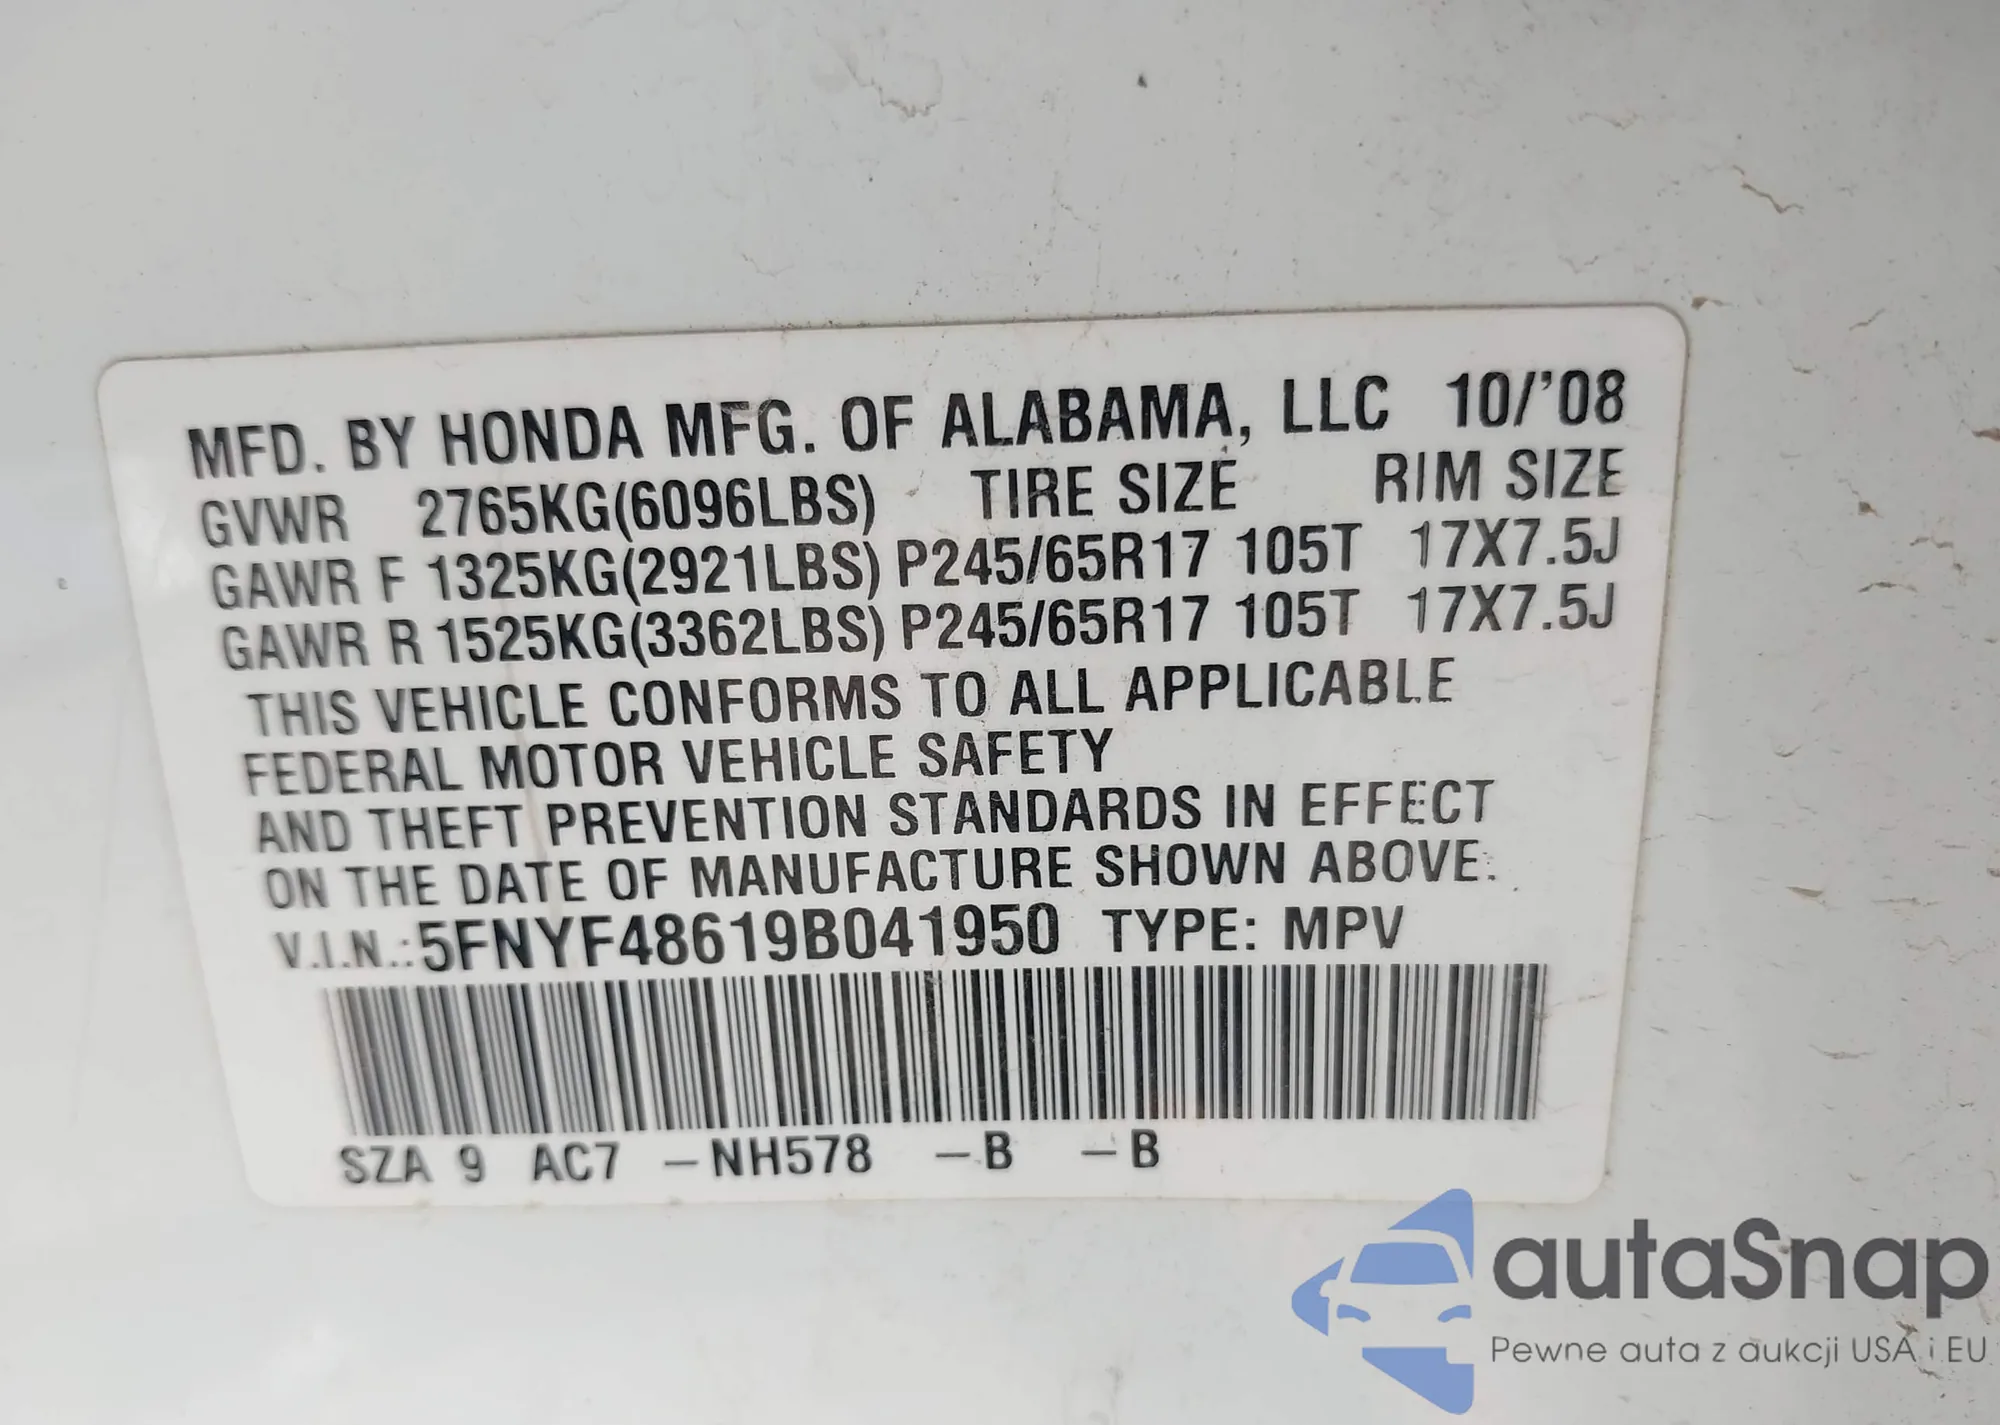 MFD. BY HONDA MFG. OF ALABAMA, LLC 10/'08
GVWR 2765KG(6096LBS) TIRE SIZE RIM SIZE
GAWR F 1325KG(2921LBS) P245/65R17 105T 17X7.5J
GAWR R 1525KG(3362LBS) P245/65R17 105T 17X7.5J
THIS VEHICLE CONFORMS TO ALL APPLICABLE
FEDERAL MOTOR VEHICLE SAFETY
AND THEFT PREVENTION STANDARDS IN EFFECT
ON THE DATE OF MANUFACTURE SHOWN ABOVE.
V.I.N.: 5FNYF48619B041950 TYPE: MPV
SZA 9 AC7 –NH578 –B –B
autaSnap
Pewne auta z aukcji USA i EU